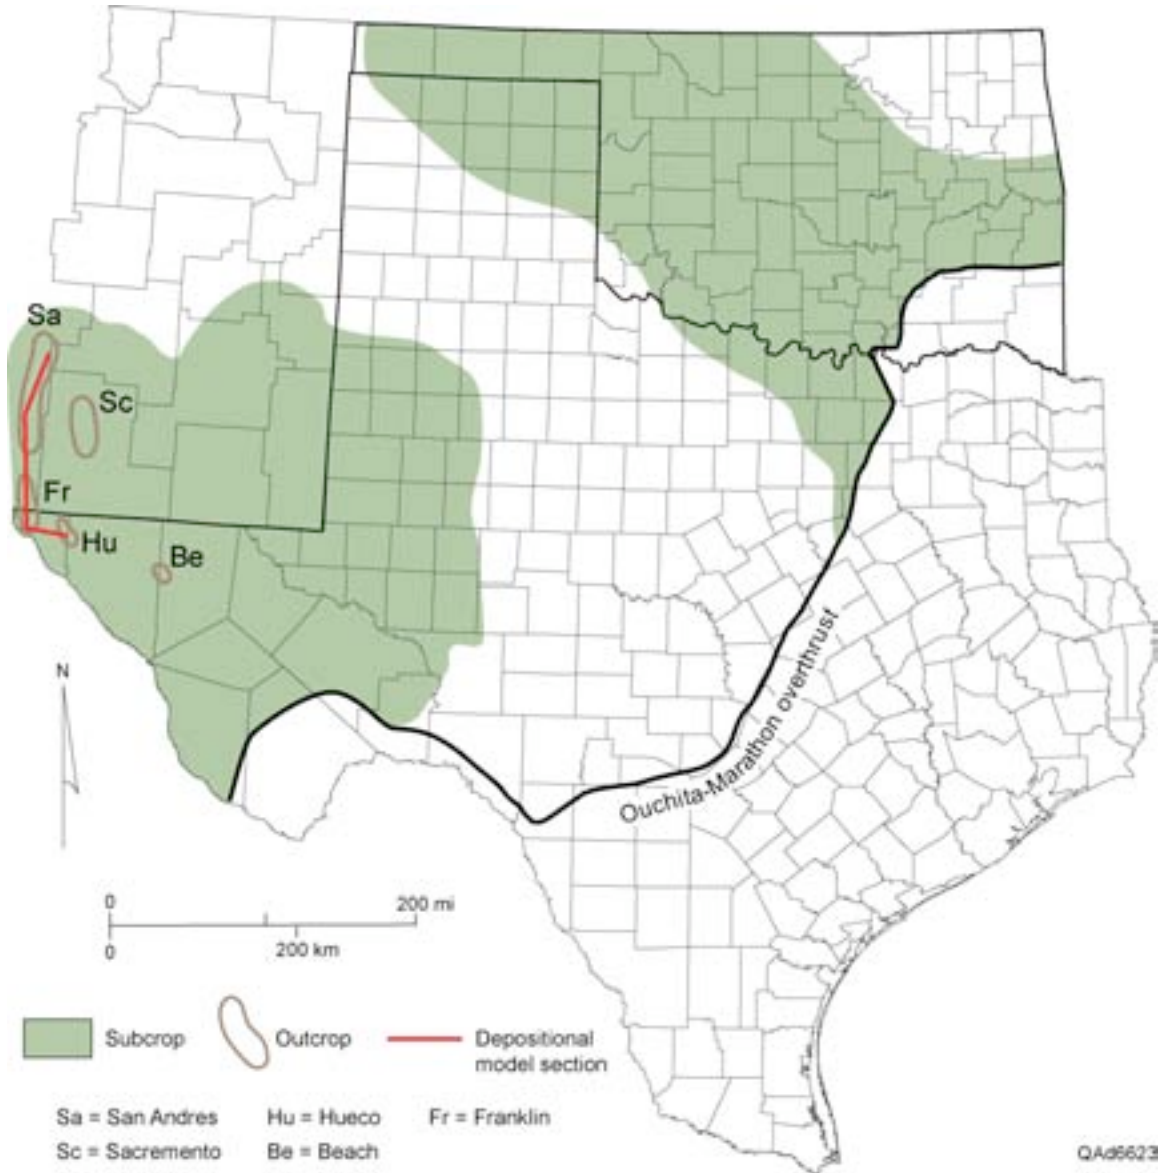 Sa
Sc
Fr
Hu
Be
N
Ouchita-Marathon overthrust
0 200 mi
0 200 km
Subcrop
Outcrop
Depositional
model section
Sa = San Andres Hu = Hueco Fr = Franklin
Sc = Sacremento Be = Beach
QAd6623